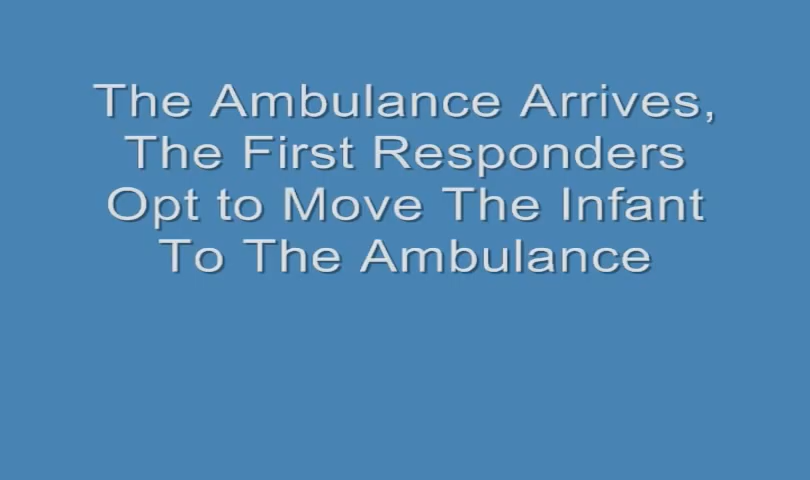 The Ambulance Arrives,
The First Responders
Opt to Move The Infant
To The Ambulance